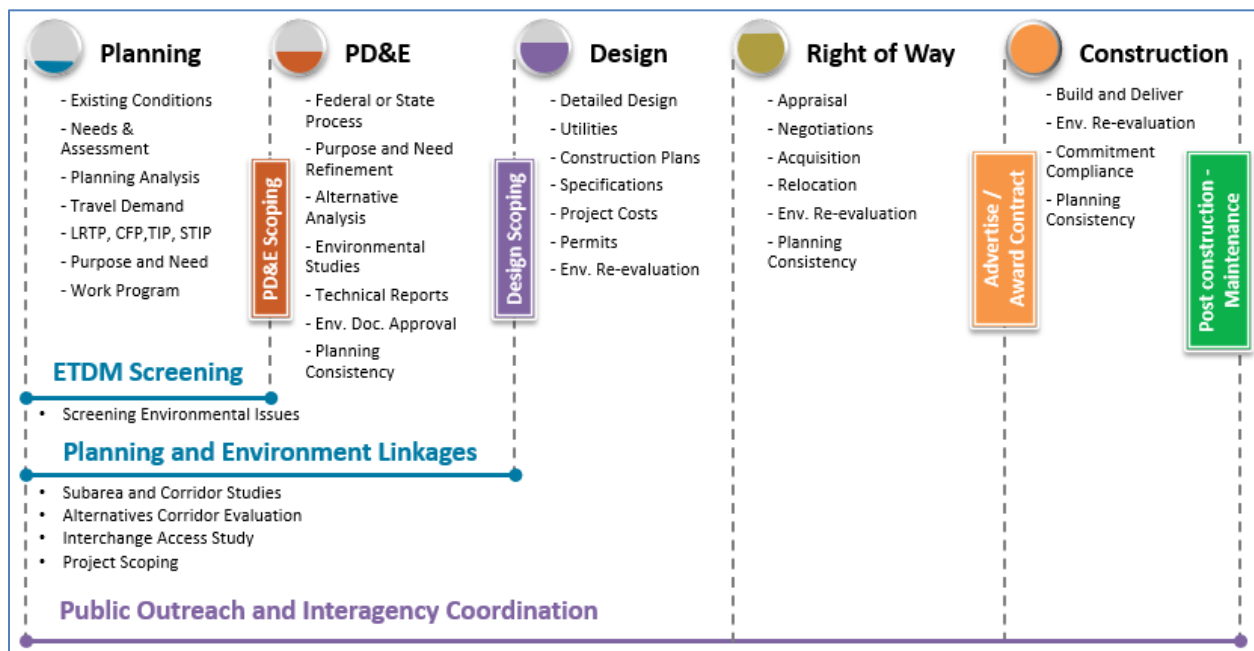 Planning
- Existing Conditions
- Needs &
Assessment
- Planning Analysis
- Travel Demand
- LRTP, CFP,TIP, STIP
- Purpose and Need
- Work Program
PD&E Scoping
PD&E
- Federal or State
Process
- Purpose and Need
Refinement
- Alternative
Analysis
- Environmental
Studies
- Technical Reports
- Env. Doc. Approval
- Planning
Consistency
Design Scoping
Design
- Detailed Design
- Utilities
- Construction Plans
- Specifications
- Project Costs
- Permits
- Env. Re-evaluation
Right of Way
- Appraisal
- Negotiations
- Acquisition
- Relocation
- Env. Re-evaluation
- Planning
Consistency
Advertise /
Award Contract
Construction
- Build and Deliver
- Env. Re-evaluation
- Commitment
Compliance
- Planning
Consistency
Post construction -
Maintenance
ETDM Screening
• Screening Environmental Issues
Planning and Environment Linkages
• Subarea and Corridor Studies
• Alternatives Corridor Evaluation
• Interchange Access Study
• Project Scoping
Public Outreach and Interagency Coordination